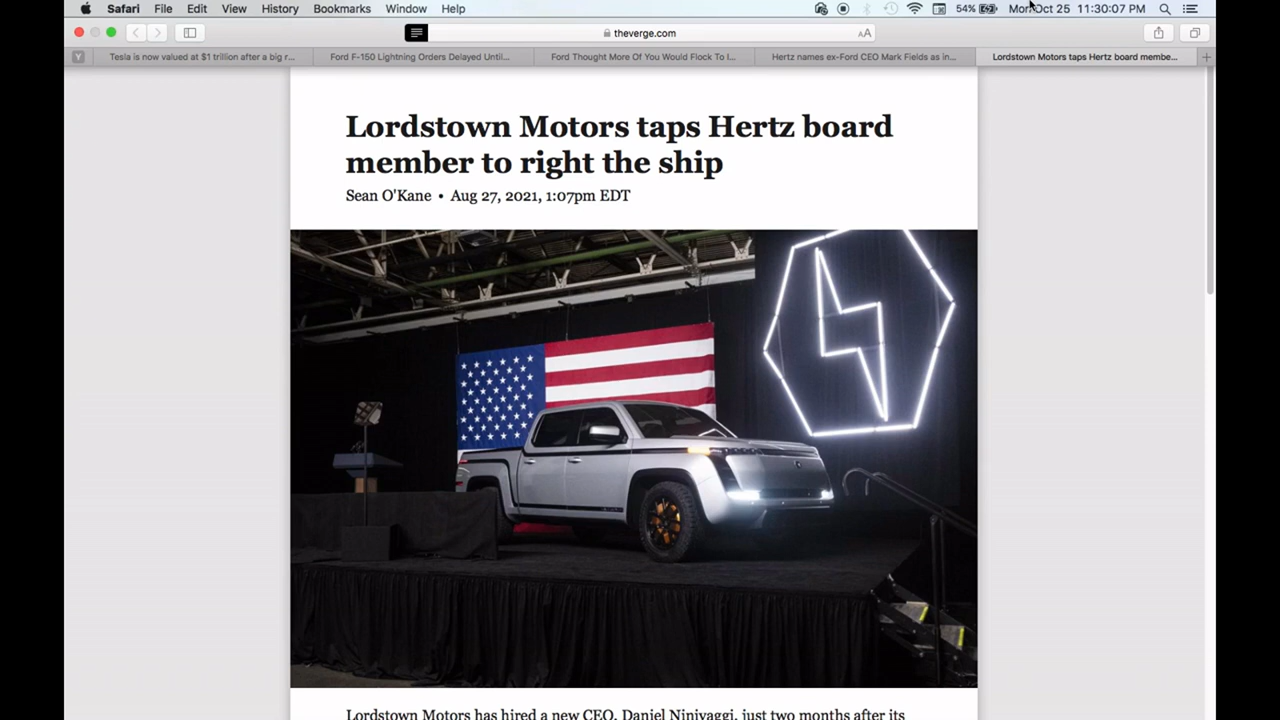 Safari File Edit View History Bookmarks Window Help 54% Mon Oct 25 11:30:07 PM
theverge.com AA
Y Tesla is now valued at $1 trillion after a big r... Ford F-150 Lightning Orders Delayed Until... Ford Thought More Of You Would Flock To I... Hertz names ex-Ford CEO Mark Fields as in... Lordstown Motors taps Hertz board membe...
Lordstown Motors taps Hertz board
member to right the ship
Sean O'Kane • Aug 27, 2021, 1:07pm EDT
Lordstown Motors has hired a new CEO, Daniel Ninivaggi, just two months after its